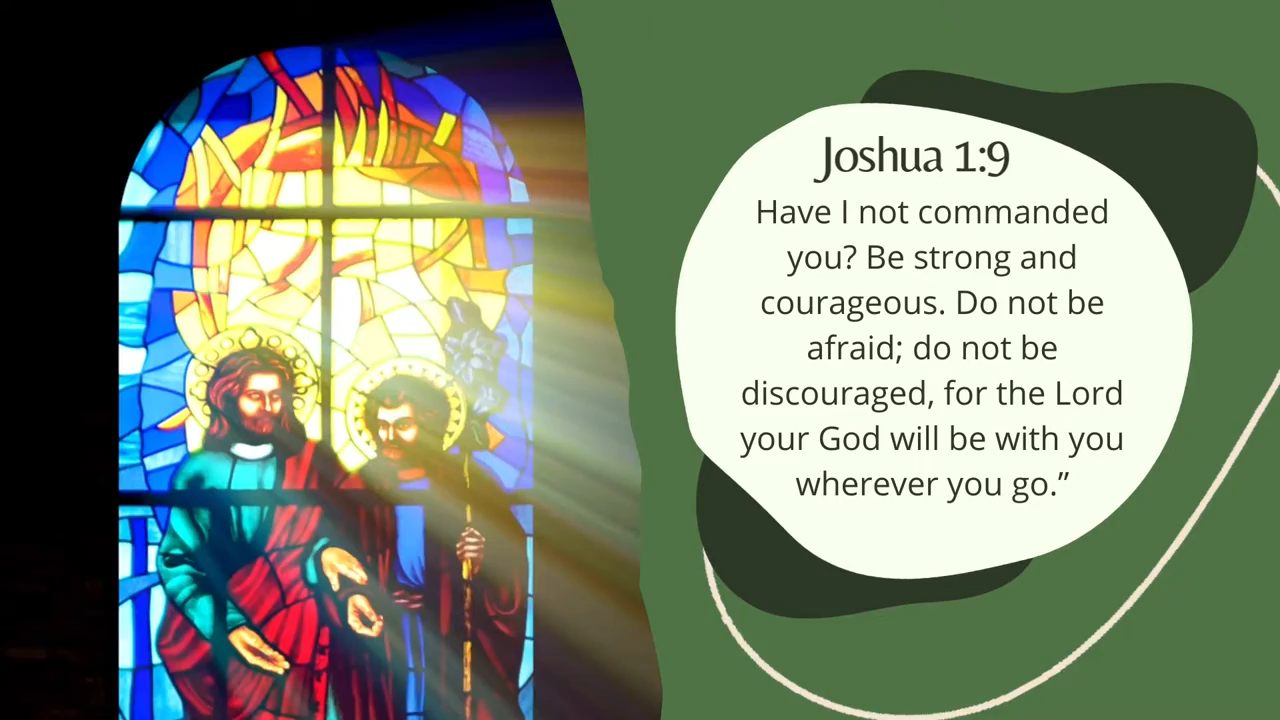 Joshua 1:9
Have I not commanded
you? Be strong and
courageous. Do not be
afraid; do not be
discouraged, for the Lord
your God will be with you
wherever you go.”